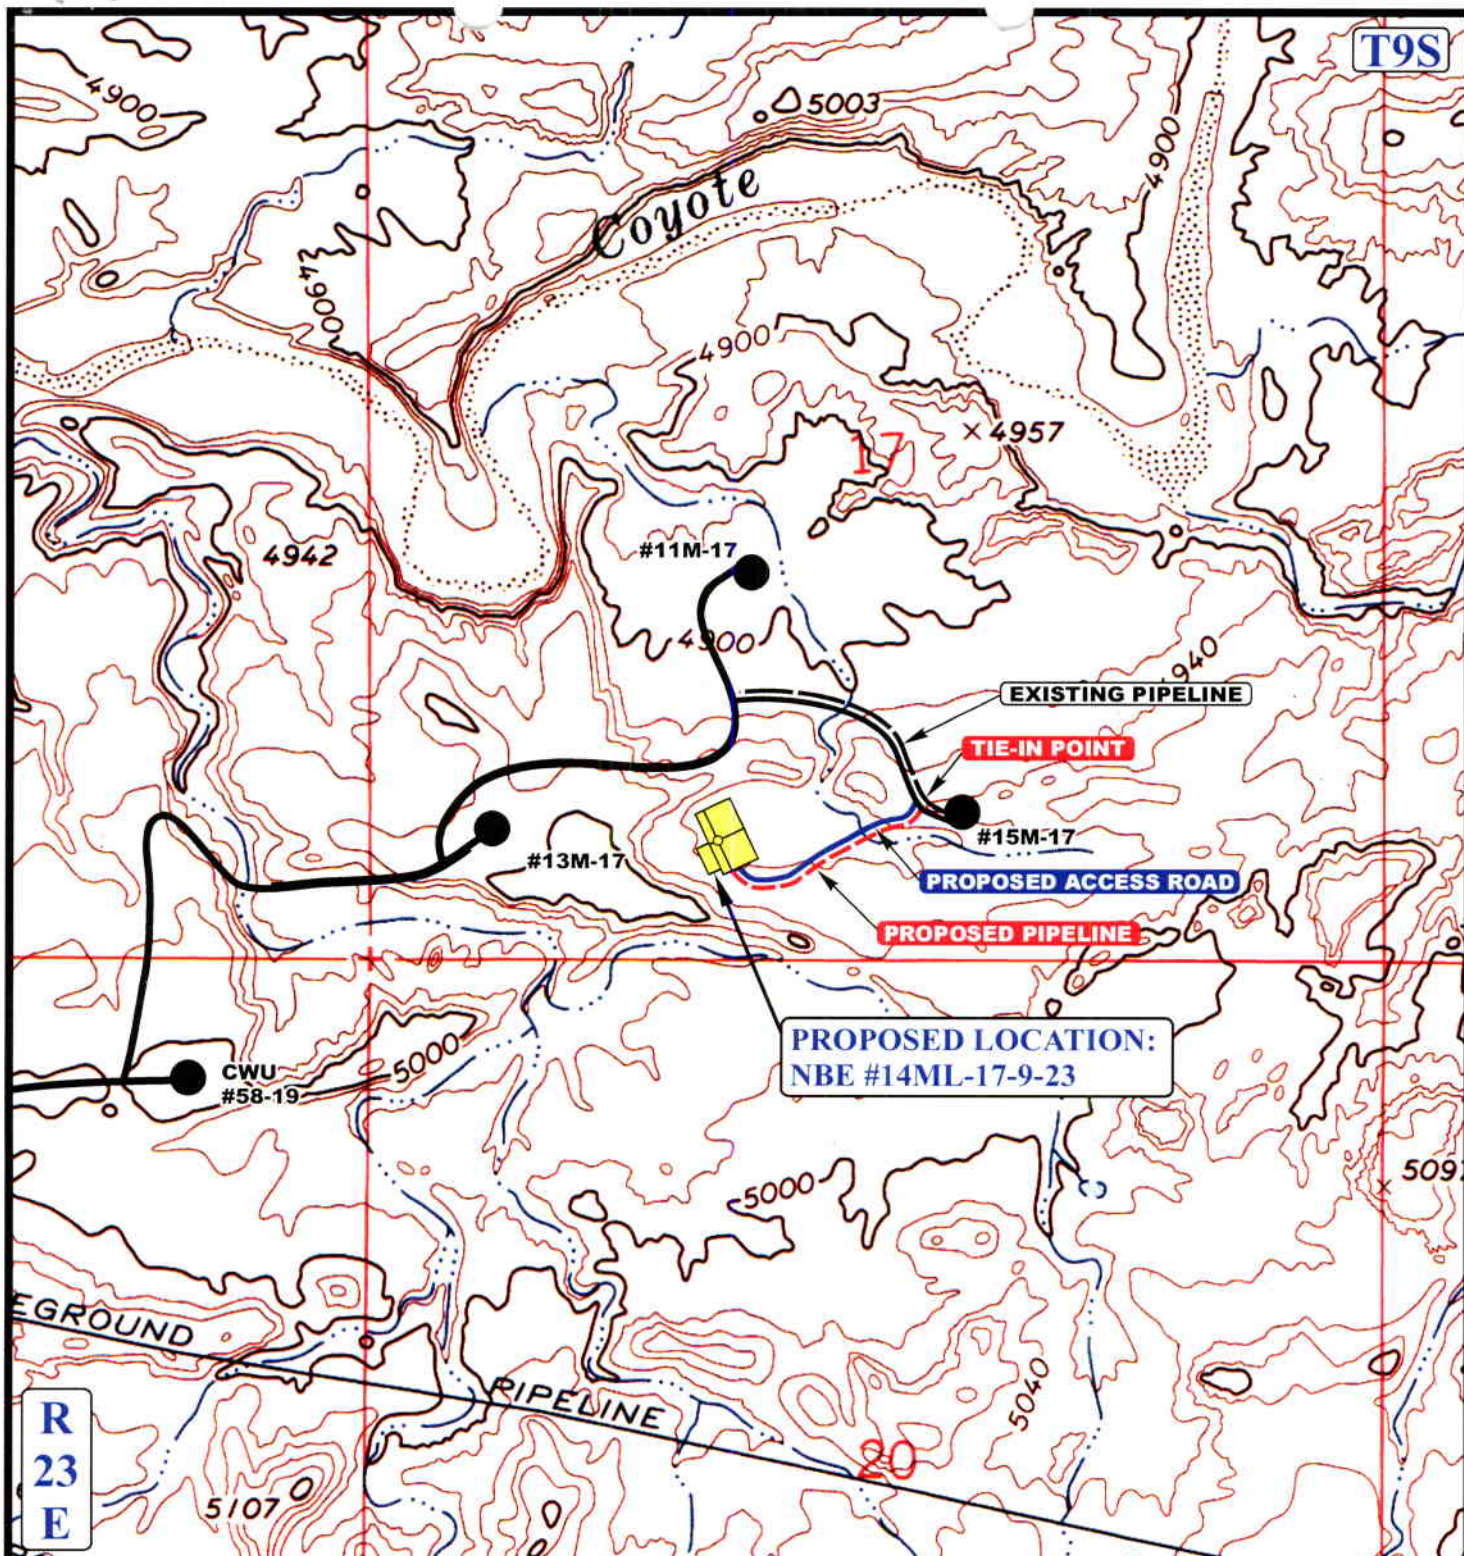 T9S
4900
5003
4900
Coyote
4900
4900
17
4957
#11M-17
4942
4900
4940
EXISTING PIPELINE
TIE-IN POINT
#15M-17
#13M-17
PROPOSED ACCESS ROAD
PROPOSED PIPELINE
PROPOSED LOCATION:
NBE #14ML-17-9-23
5000
CWU
#58-19
5000
EGROUND
PIPELINE
5040
20
R
23
E
5107